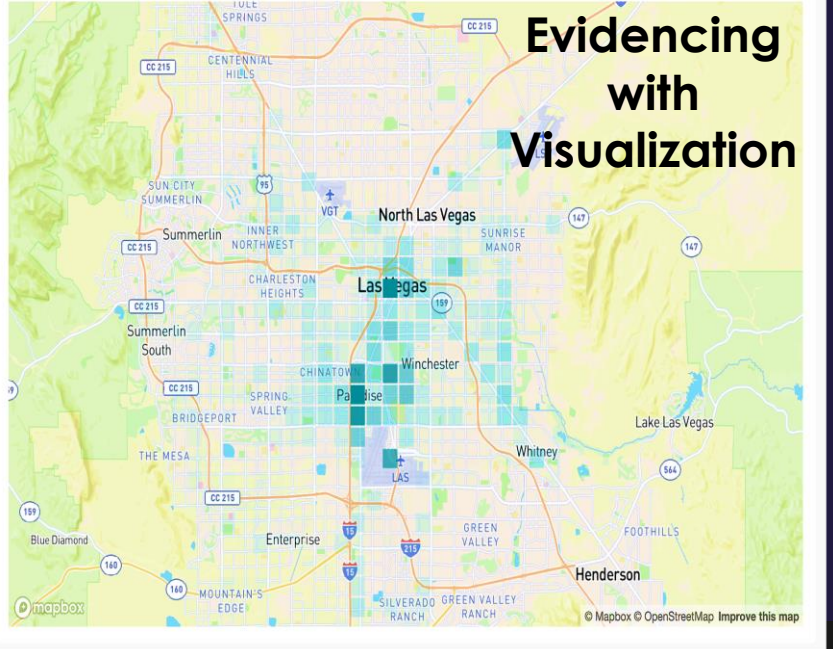 TULE
SPRINGS
CC 215
Evidencing
with
Visualization
CENTENNIAL
HILLS
CC 215
SUN CITY
SUMMERLIN
95
VGT
North Las Vegas
147
Summerlin
INNER
NORTHWEST
SUNRISE
MANOR
CC 215
147
CHARLESTON
HEIGHTS
Las Vegas
159
CC 215
Summerlin
South
CHINATOWN
Winchester
CC 215
SPRING
VALLEY
Paradise
BRIDGEPORT
Lake Las Vegas
THE MESA
Whitney
LAS
564
CC 215
159
Blue Diamond
Enterprise
15
215
GREEN
VALLEY
FOOTHILLS
160
15
Henderson
160
MOUNTAIN'S
EDGE
SILVERADO
RANCH
GREEN VALLEY
RANCH
mapbox
© Mapbox © OpenStreetMap Improve this map